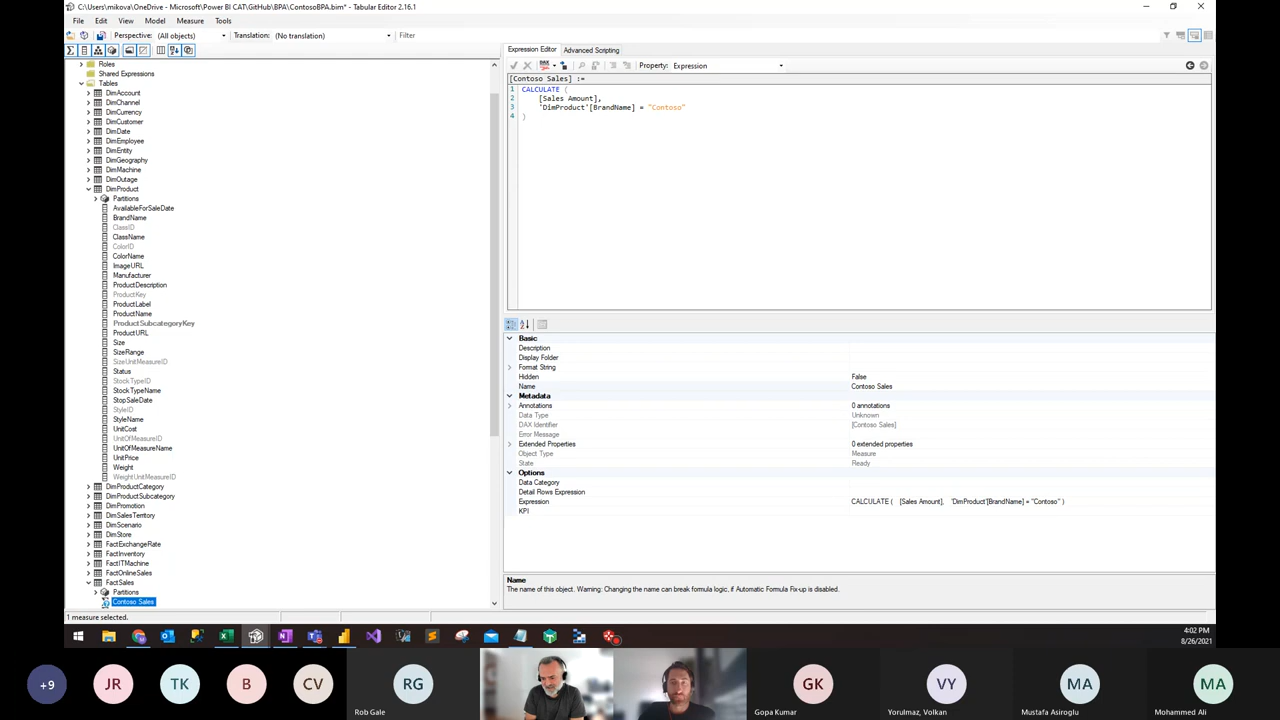 C:\Users\mikova\OneDrive - Microsoft\Power BI CAT\GitHub\BPA\ContosoBPA.bim* - Tabular Editor 2.16.1
File Edit View Model Measure Tools
Perspective: (All objects) Translation: (No translation) Filter
Roles
Shared Expressions
Tables
DimAccount
DimChannel
DimCurrency
DimCustomer
DimDate
DimEmployee
DimEntity
DimGeography
DimMachine
DimOutage
DimProduct
Partitions
AvailableForSaleDate
BrandName
ClassID
ClassName
ColorID
ColorName
ImageURL
Manufacturer
ProductDescription
ProductKey
ProductLabel
ProductName
ProductSubcategoryKey
ProductURL
Size
SizeRange
SizeUnitMeasureID
Status
StockTypeID
StockTypeName
StopSaleDate
StyleID
StyleName
UnitCost
UnitOfMeasureID
UnitOfMeasureName
UnitPrice
Weight
WeightUnitMeasureID
DimProductCategory
DimProductSubcategory
DimPromotion
DimSalesTerritory
DimScenario
DimStore
FactExchangeRate
FactInventory
FactITMachine
FactOnlineSales
FactSales
Partitions
Contoso Sales
1 measure selected.
Expression Editor Advanced Scripting
Property: Expression
[Contoso Sales] :=
1 CALCULATE (
2 [Sales Amount],
3 'DimProduct'[BrandName] = "Contoso"
4 )
Basic
Description
Display Folder
Format String
Hidden False
Name Contoso Sales
Metadata
Annotations 0 annotations
Data Type Unknown
DAX Identifier [Contoso Sales]
Error Message
Extended Properties 0 extended properties
Object Type Measure
State Ready
Options
Data Category
Detail Rows Expression
Expression CALCULATE ( [Sales Amount], 'DimProduct'[BrandName] = "Contoso" )
KPI
Name
The name of this object. Warning: Changing the name can break formula logic, if Automatic Formula Fix-up is disabled.
4:02 PM
8/26/2021
+9 JR TK B CV RG GK VY MA MA
Rob Gale Gopa Kumar Yorulmaz, Volkan Mustafa Asiroglu Mohammed Ali